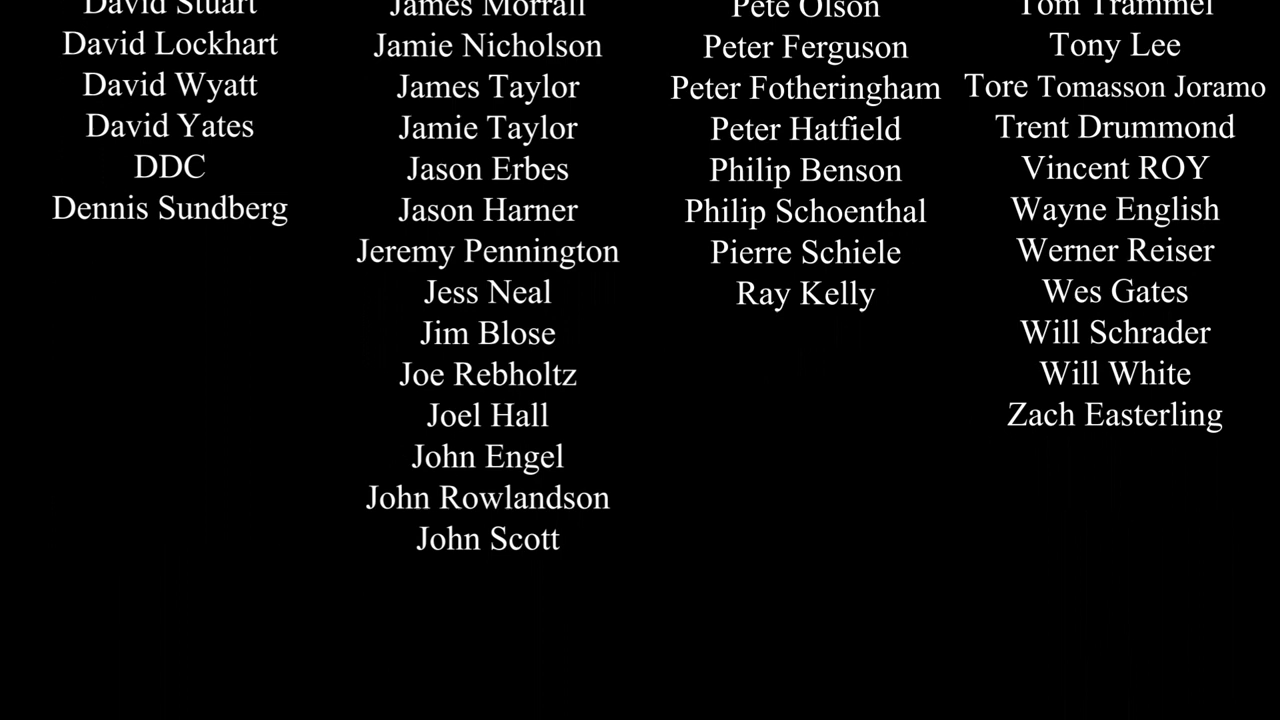 David Stuart
David Lockhart
David Wyatt
David Yates
DDC
Dennis Sundberg
James Morrall
Jamie Nicholson
James Taylor
Jamie Taylor
Jason Erbes
Jason Harner
Jeremy Pennington
Jess Neal
Jim Blose
Joe Rebholtz
Joel Hall
John Engel
John Rowlandson
John Scott
Pete Olson
Peter Ferguson
Peter Fotheringham
Peter Hatfield
Philip Benson
Philip Schoenthal
Pierre Schiele
Ray Kelly
Tom Trammel
Tony Lee
Tore Tomasson Joramo
Trent Drummond
Vincent ROY
Wayne English
Werner Reiser
Wes Gates
Will Schrader
Will White
Zach Easterling